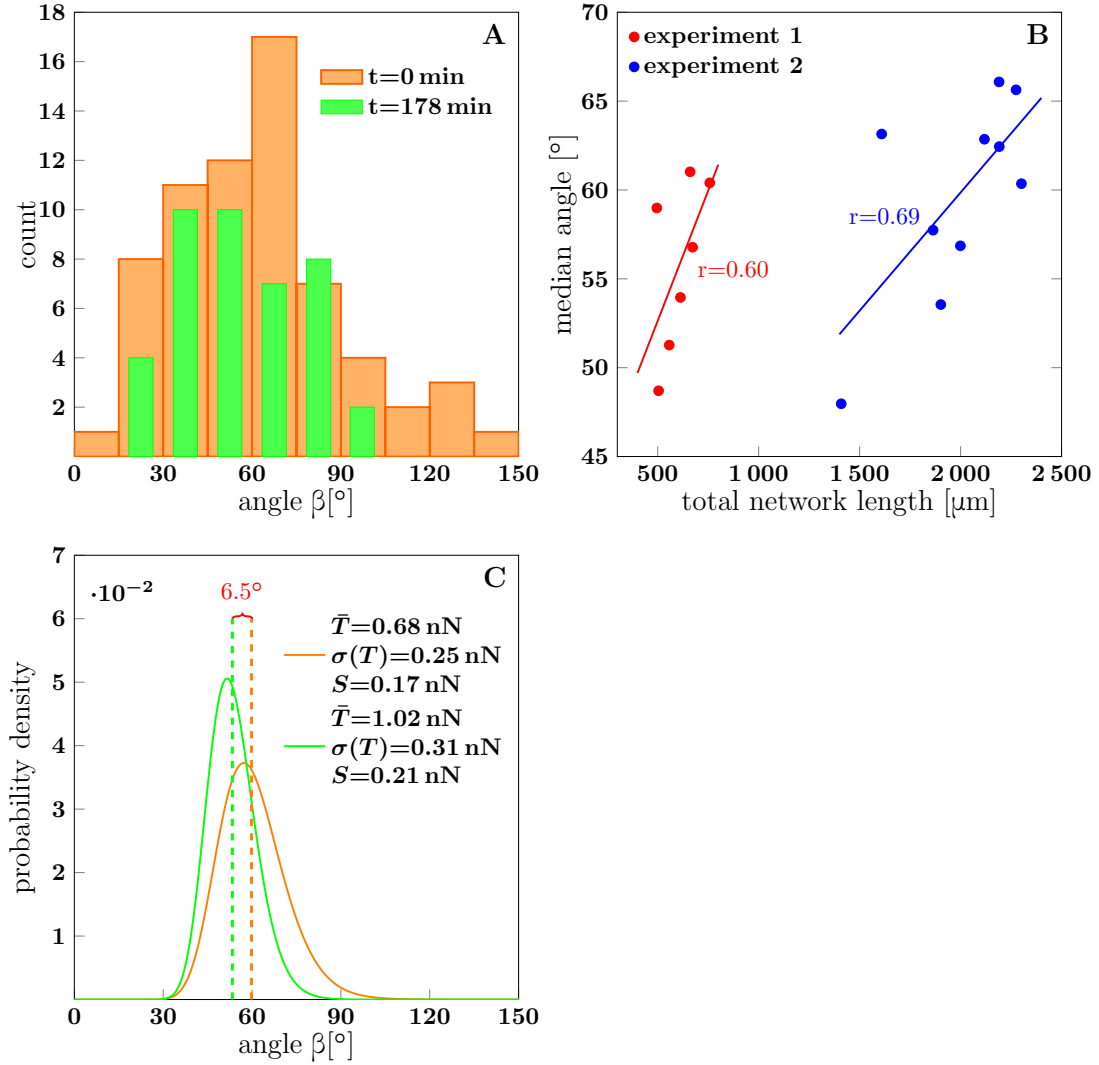 A
t=0 min
t=178 min
18
16
14
12
10
8
6
4
2
count
0 30 60 90 120 150
angle β[°]
B
experiment 1
experiment 2
70
65
60
55
50
45
median angle [°]
r=0.60
r=0.69
500 1 000 1 500 2 000 2 500
total network length [µm]
C
7
·10⁻²
6.5°
6
5
4
3
2
1
probability density
T̄=0.68 nN
σ(T)=0.25 nN
S=0.17 nN
T̄=1.02 nN
σ(T)=0.31 nN
S=0.21 nN
0 30 60 90 120 150
angle β[°]